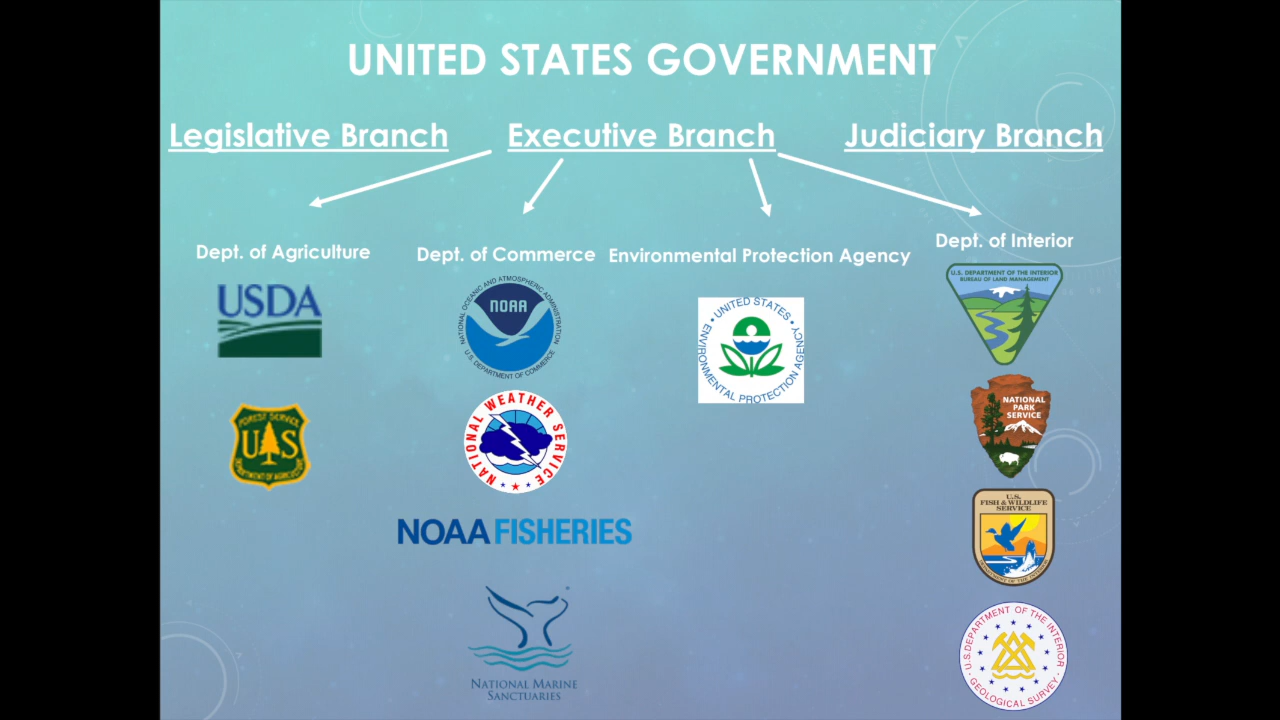 UNITED STATES GOVERNMENT
Legislative Branch
Executive Branch
Judiciary Branch
Dept. of Agriculture
Dept. of Commerce
Environmental Protection Agency
Dept. of Interior
USDA
FOREST SERVICE
U S
DEPARTMENT OF AGRICULTURE
NATIONAL OCEANIC AND ATMOSPHERIC ADMINISTRATION
NOAA
U.S. DEPARTMENT OF COMMERCE
NATIONAL WEATHER SERVICE
NOAA FISHERIES
NATIONAL MARINE
SANCTUARIES
UNITED STATES
ENVIRONMENTAL PROTECTION AGENCY
U.S. DEPARTMENT OF THE INTERIOR
BUREAU OF LAND MANAGEMENT
NATIONAL
PARK
SERVICE
U.S.
FISH & WILDLIFE
SERVICE
DEPARTMENT OF THE INTERIOR
U.S. DEPARTMENT OF THE INTERIOR
GEOLOGICAL SURVEY